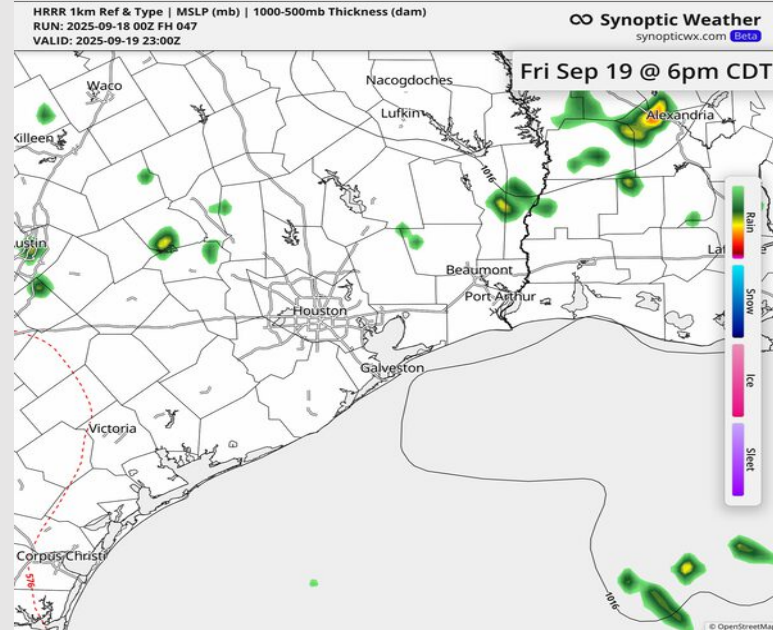 HRRR 1km Ref & Type | MSLP (mb) | 1000-500mb Thickness (dam)
RUN: 2025-09-18 00Z FH 047
VALID: 2025-09-19 23:00Z
Synoptic Weather
synopticwx.com Beta
Fri Sep 19 @ 6pm CDT
Waco
Nacogdoches
Lufkin
Alexandria
Killeen
1016
ustin
Laf
Beaumont
Port Arthur
Houston
Galveston
Victoria
Corpus Christi
576
1016
Rain
Snow
Ice
Sleet
© OpenStreetMap